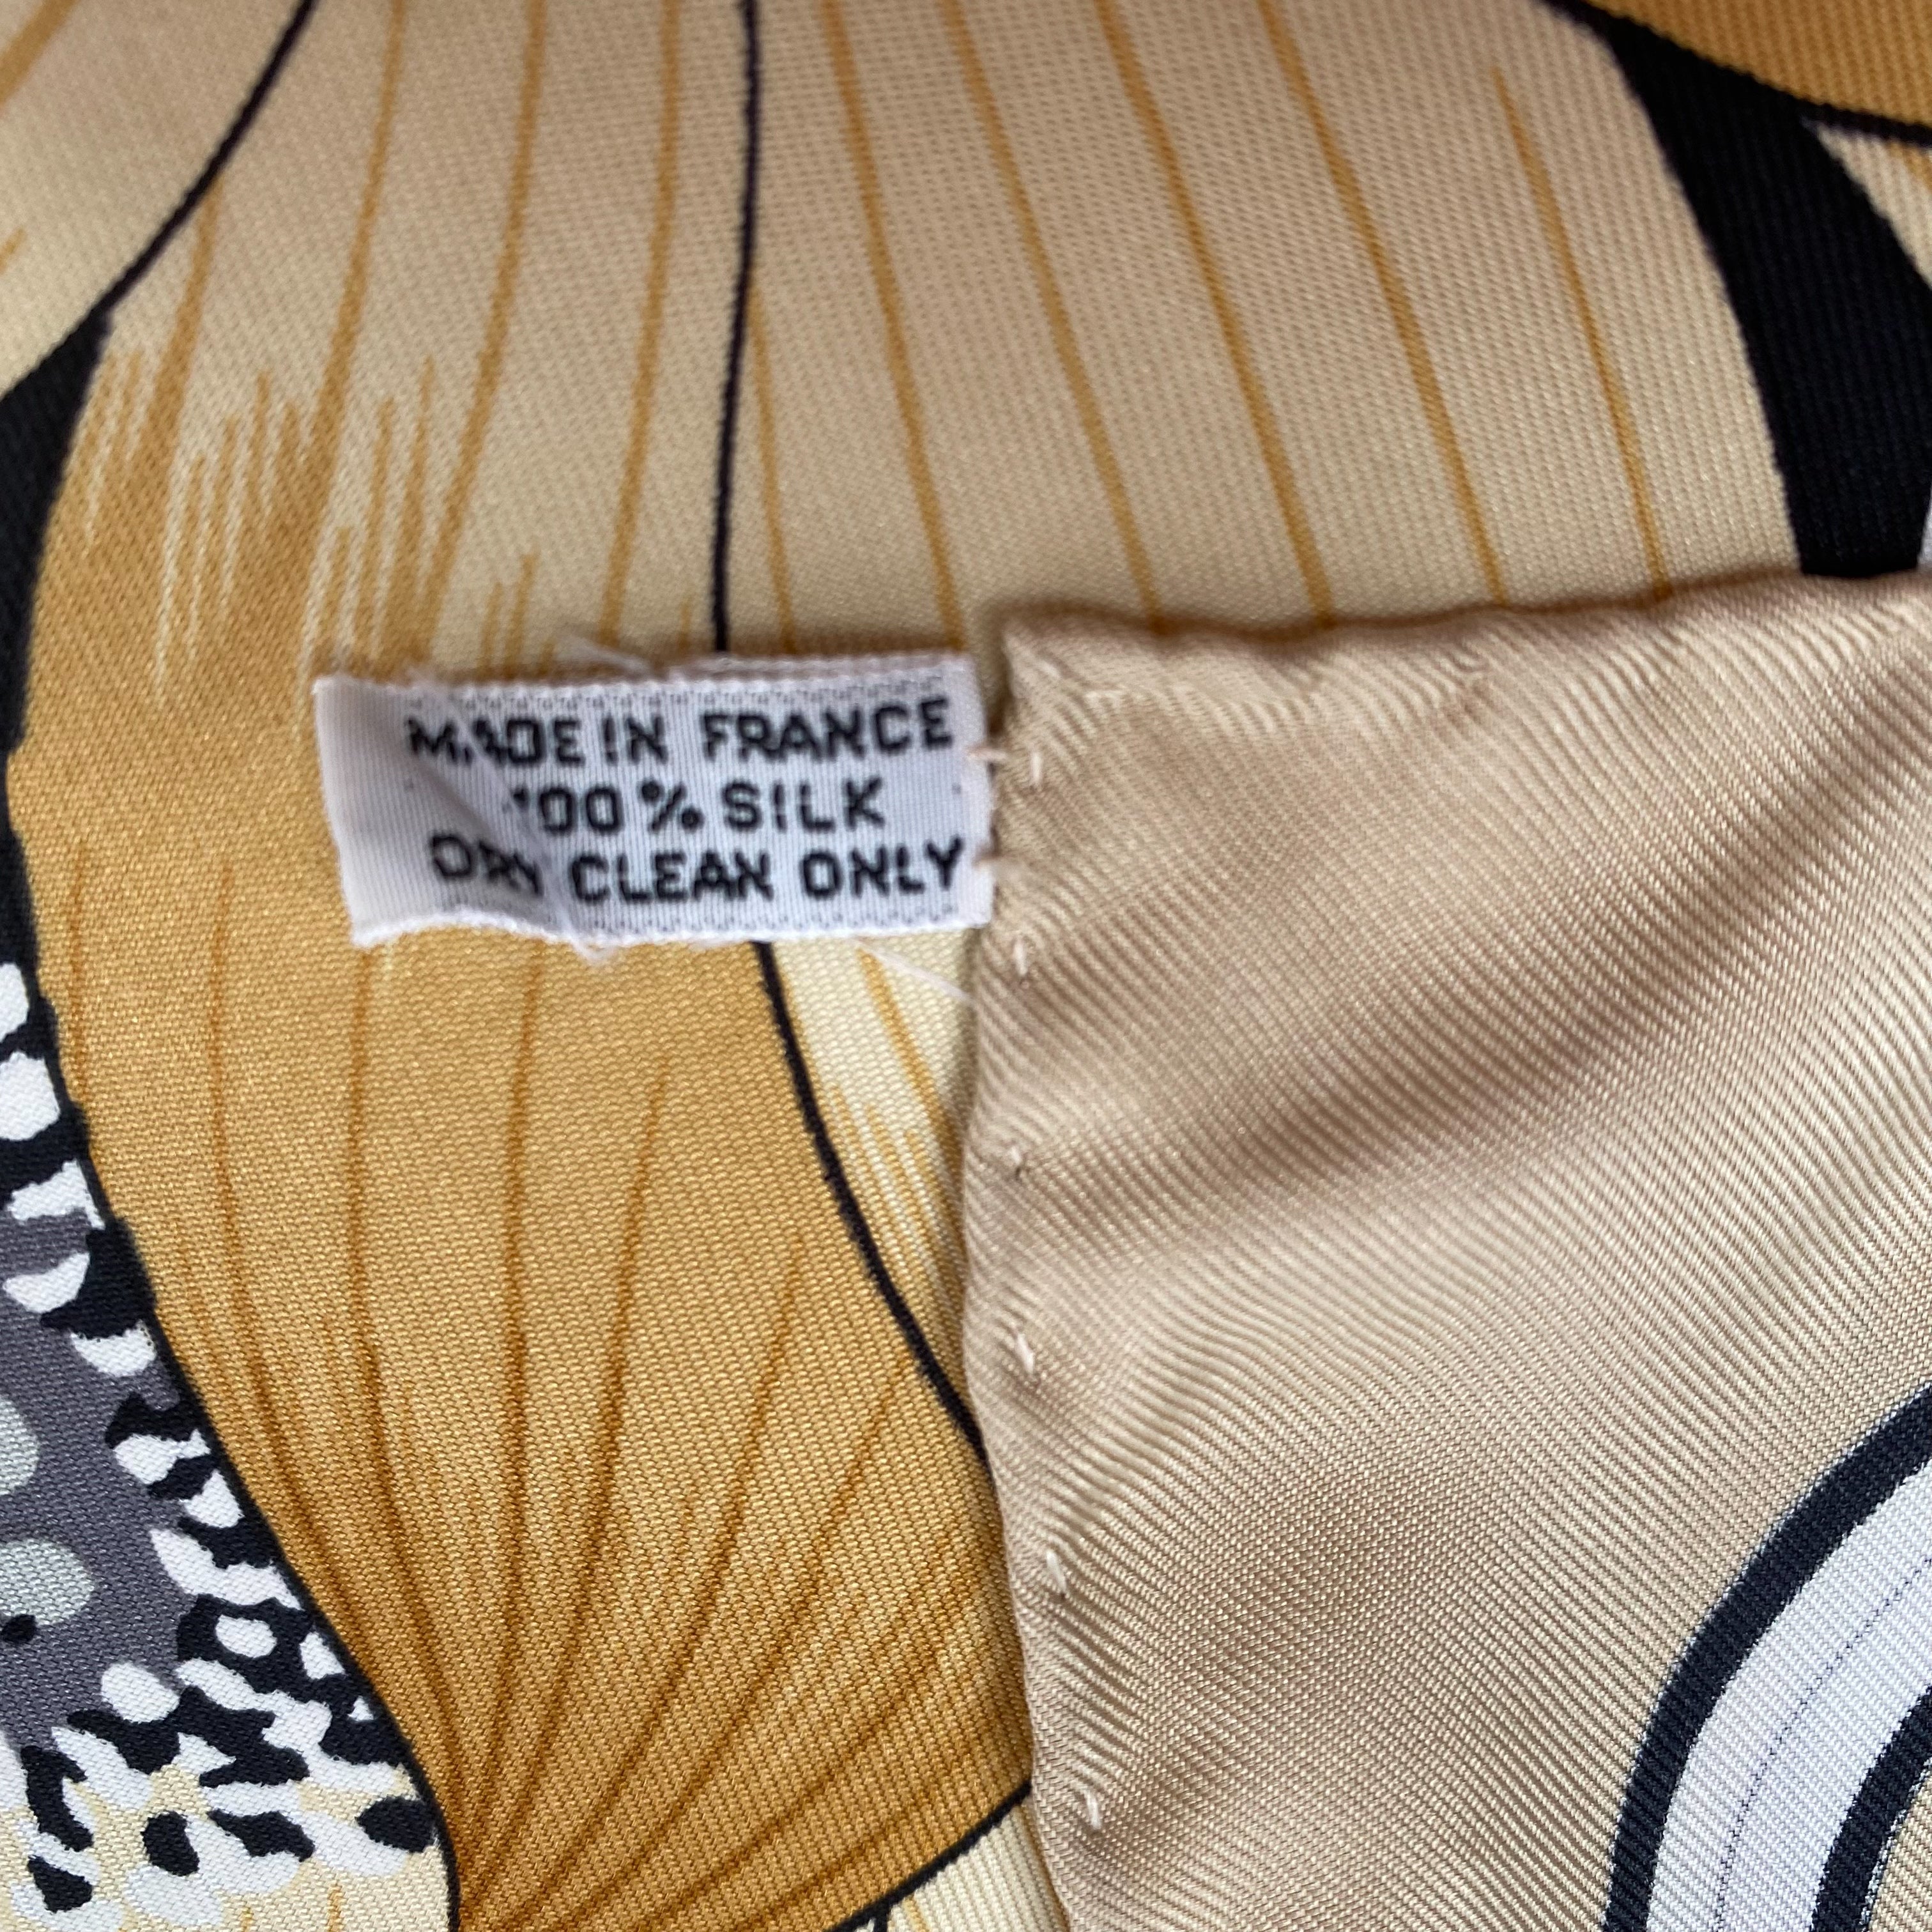 MADE IN FRANCE
100 % SILK
DRY CLEAN ONLY